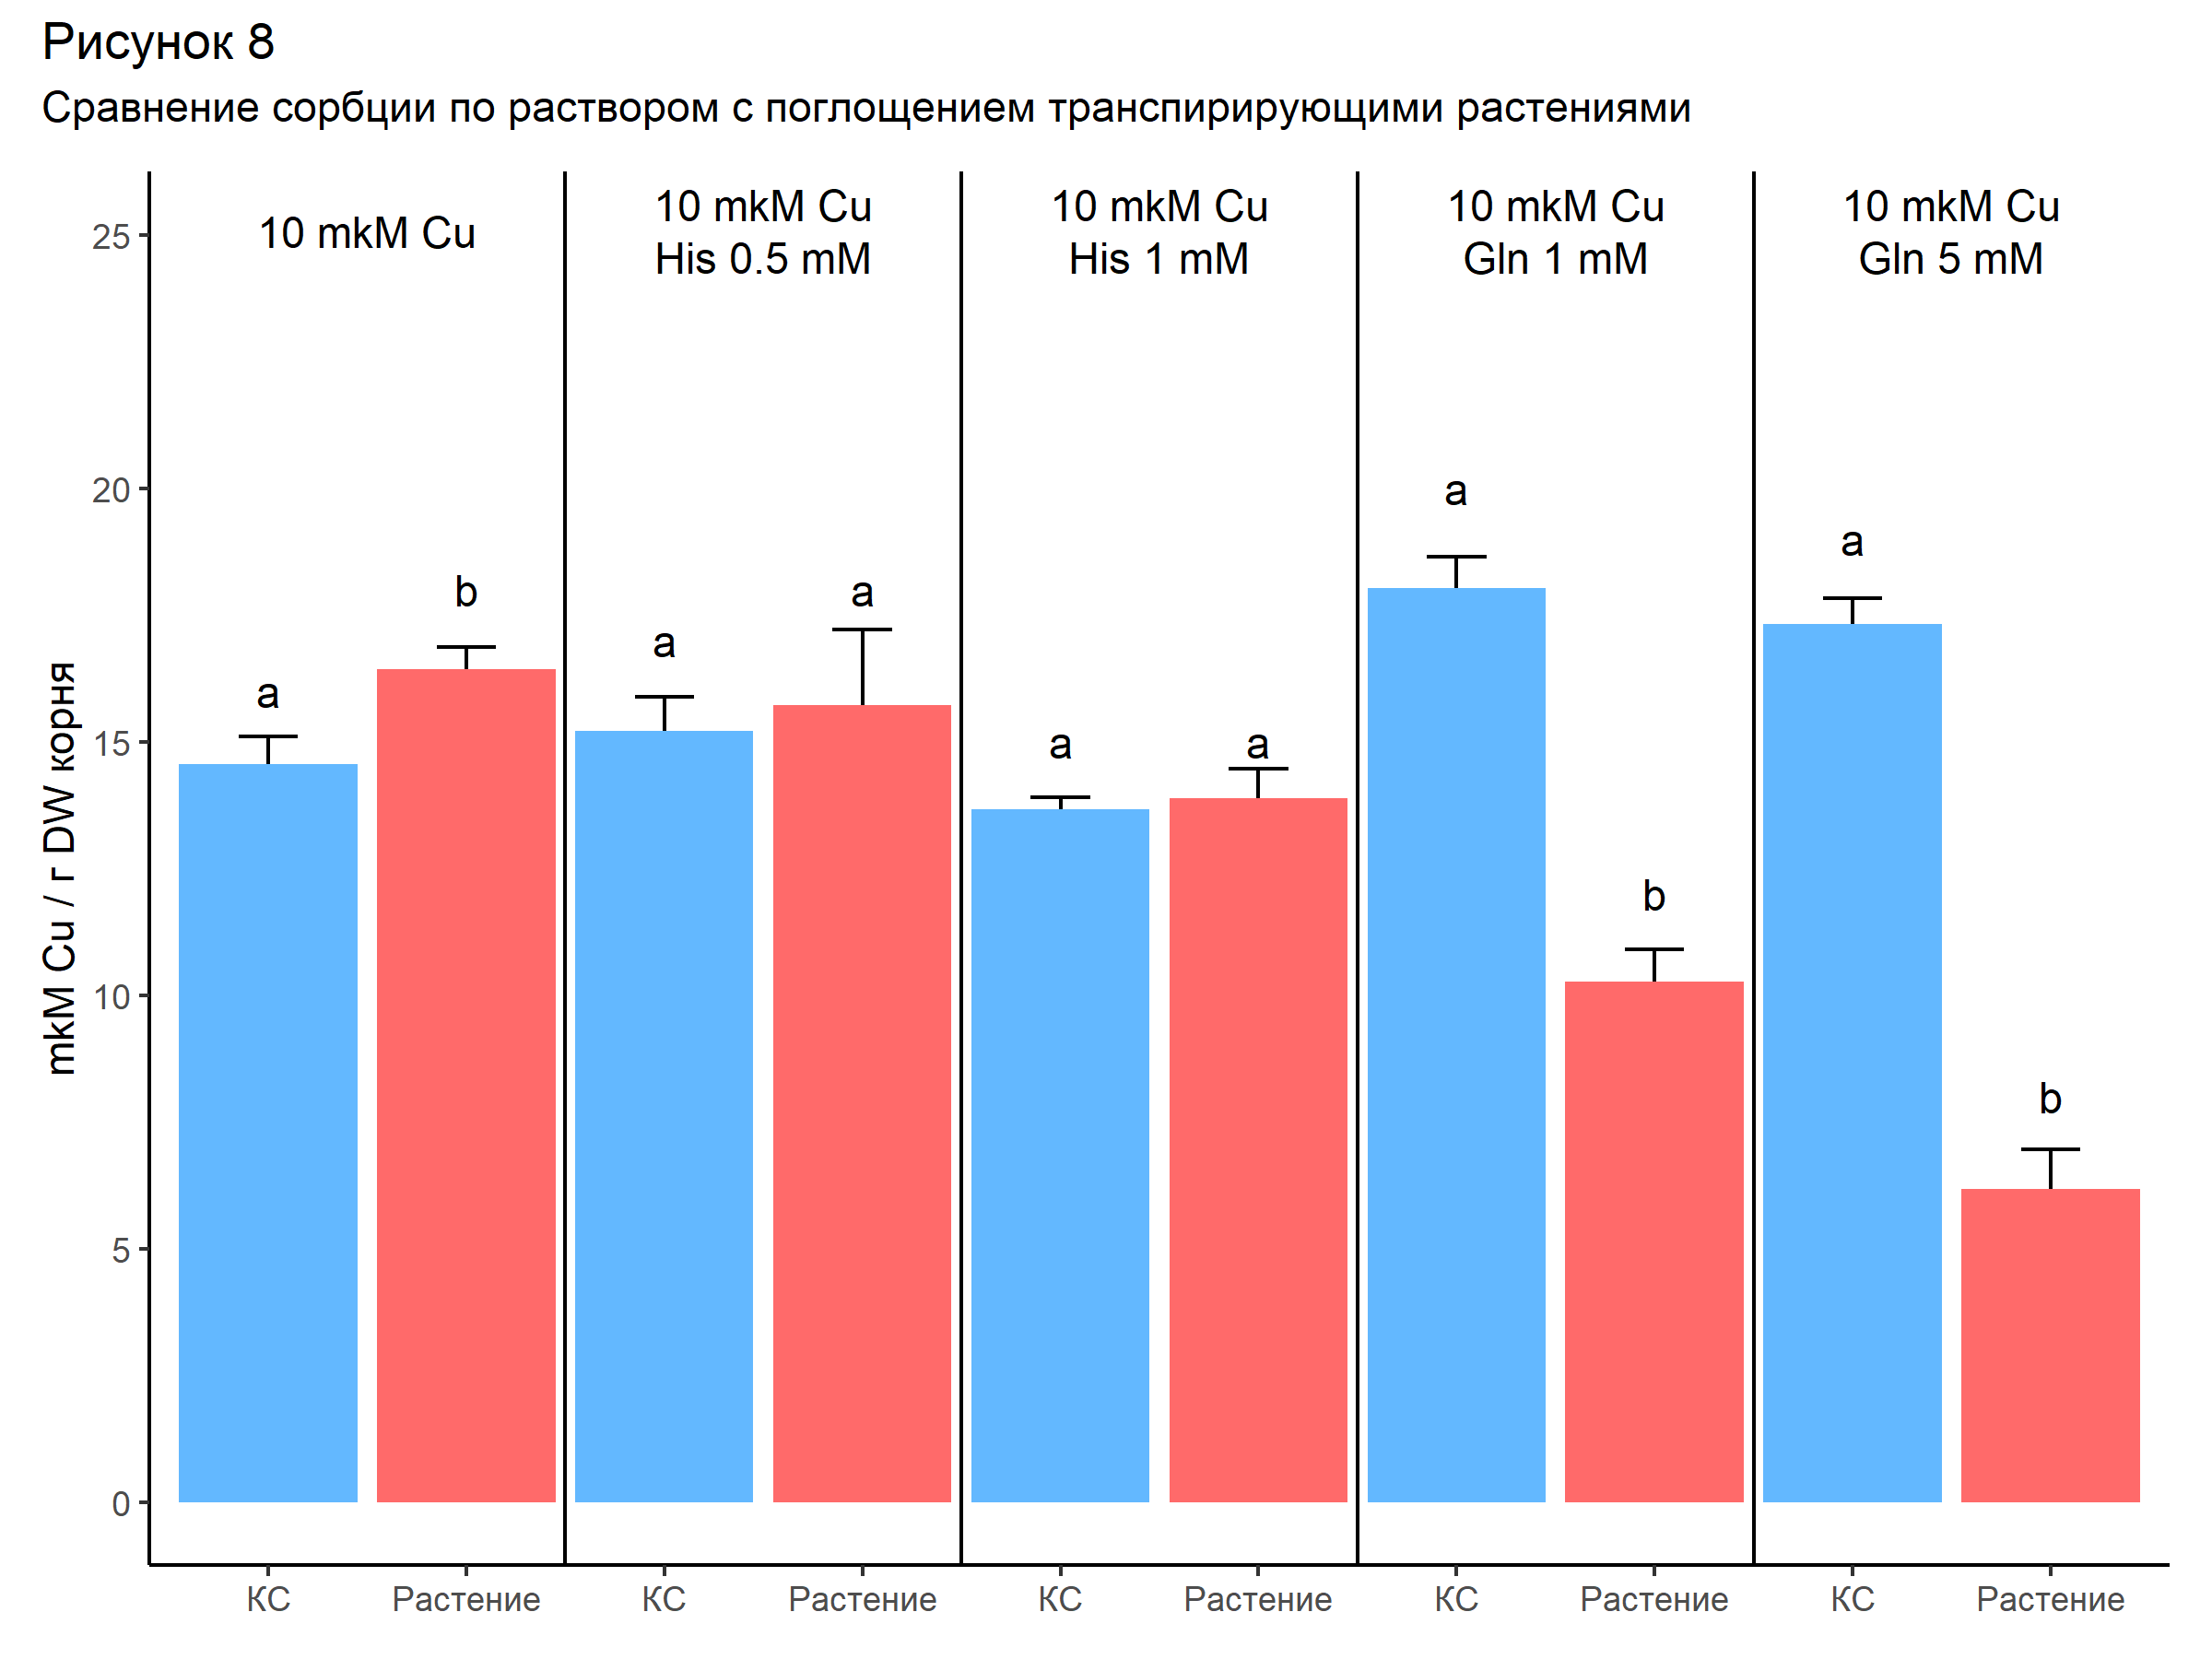 Рисунок 8
Сравнение сорбции по раствором с поглощением транспирирующими растениями
10 mkM Cu
10 mkM Cu
His 0.5 mM
10 mkM Cu
His 1 mM
10 mkM Cu
Gln 1 mM
10 mkM Cu
Gln 5 mM
mkM Cu / г DW корня
25
20
15
10
5
0
a
b
a
a
a
a
a
b
a
b
КС
Растение
КС
Растение
КС
Растение
КС
Растение
КС
Растение